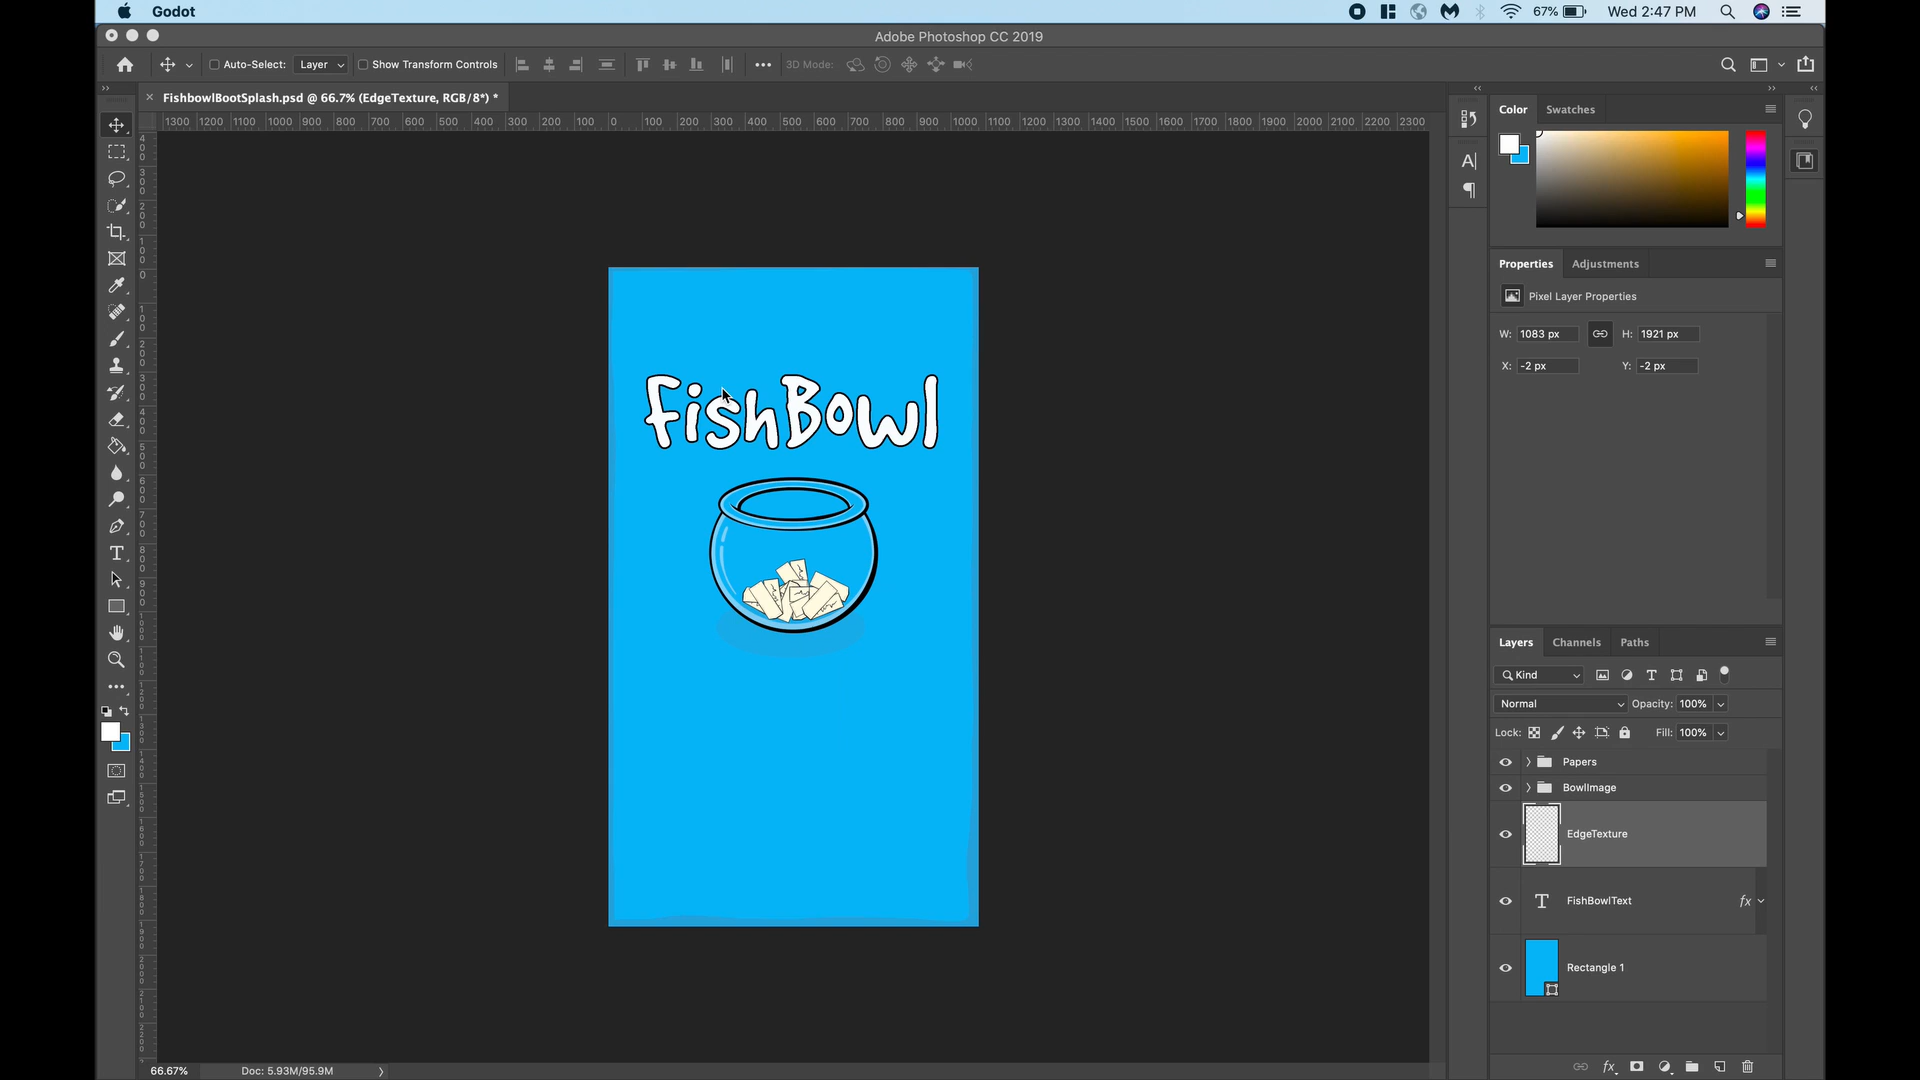 Godot
67%
Wed 2:47 PM
Adobe Photoshop CC 2019
Auto-Select:
Layer
Show Transform Controls
3D Mode:
FishbowlBootSplash.psd @ 66.7% (EdgeTexture, RGB/8*) *
1300 1200 1100 1000 900 800 700 600 500 400 300 200 100 0 100 200 300 400 500 600 700 800 900 1000 1100 1200 1300 1400 1500 1600 1700 1800 1900 2000 2100 2200 2300
FishBowl
Color
Swatches
Properties
Adjustments
Pixel Layer Properties
W: 1083 px
H: 1921 px
X: -2 px
Y: -2 px
Layers
Channels
Paths
Kind
Normal
Opacity: 100%
Lock:
Fill: 100%
Papers
BowlImage
EdgeTexture
FishBowlText
fx
Rectangle 1
fx
66.67%
Doc: 5.93M/95.9M